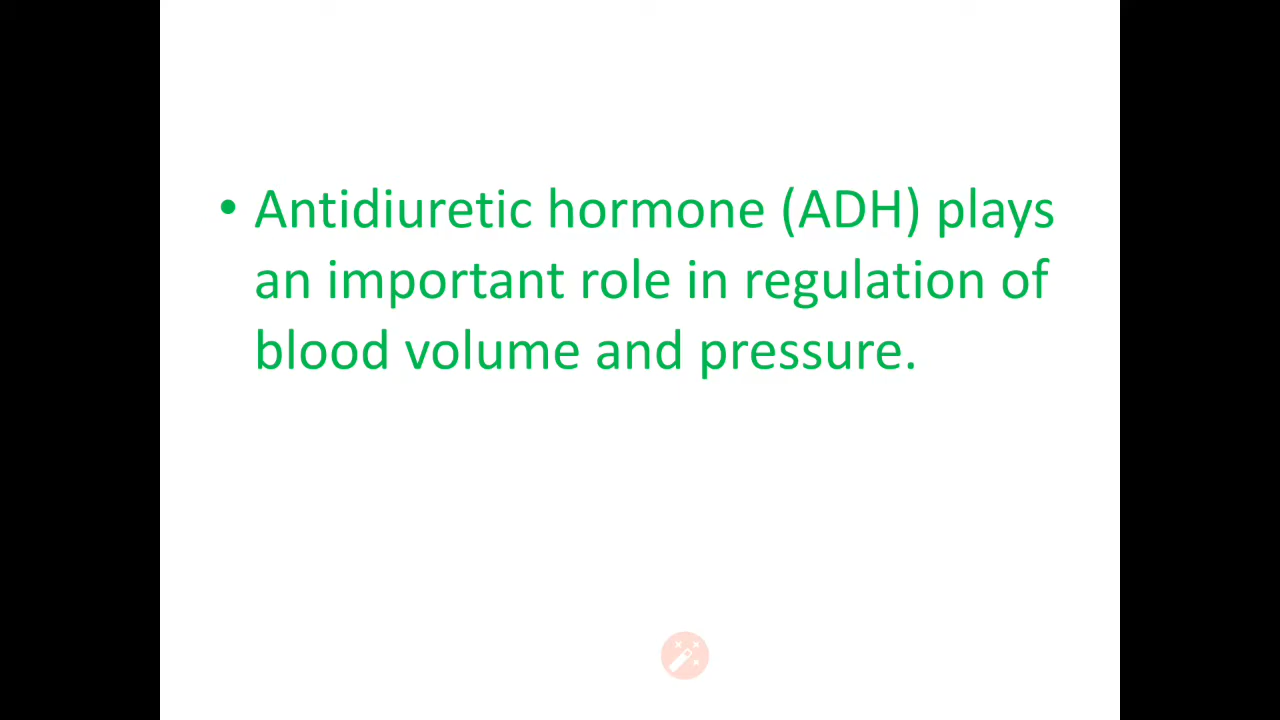 • Antidiuretic hormone (ADH) plays
an important role in regulation of
blood volume and pressure.